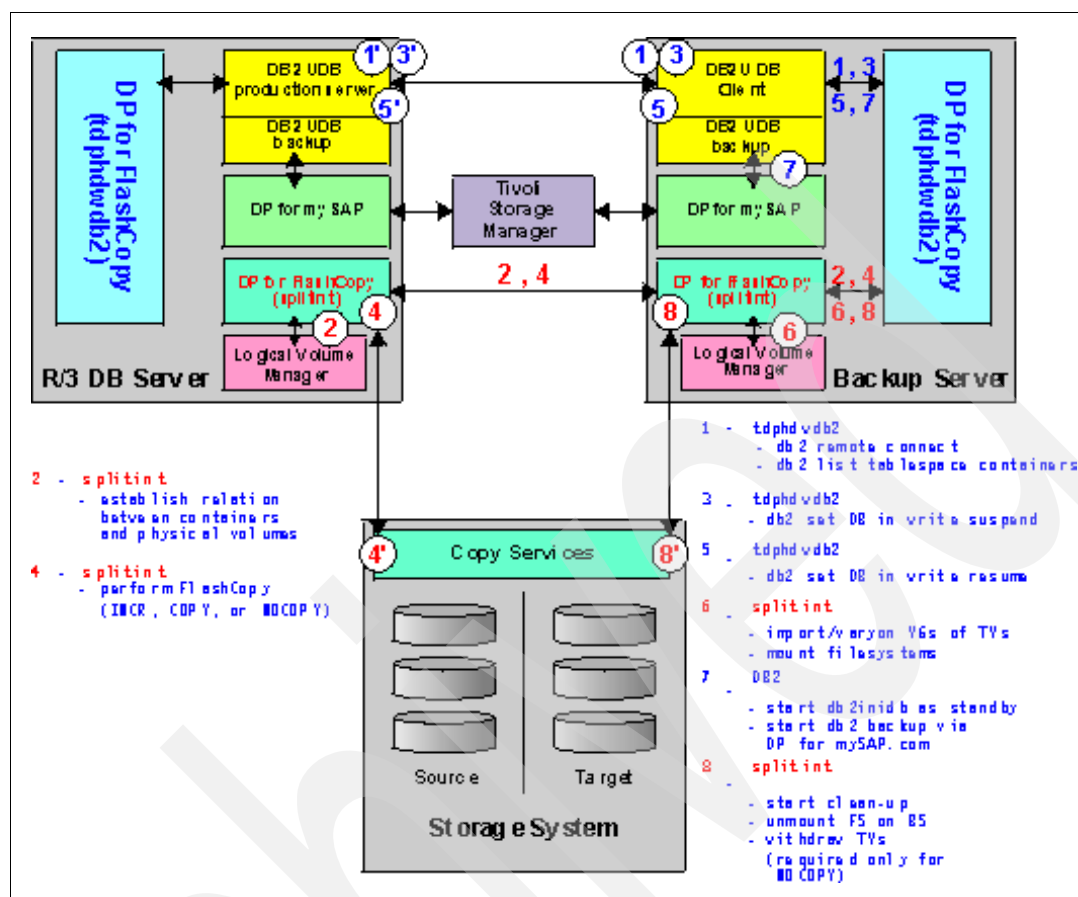 DP for FlashCopy
(tdphdwdb2)
1' 3'
DB2 UDB
production server
5'
DB2 UDB
backup
DP for my SAP
DP for FlashCopy
(splitint)
4
2
Logical Volume
Manager
R/3 DB Server
Tivoli
Storage
Manager
2 , 4
1 3
DB2 UDB
Client
5
DB2 UDB
backup
7
DP for my SAP
DP for FlashCopy
(splitint)
8
6
Logical Volume
Manager
1, 3
5, 7
2, 4
6, 8
DP for FlashCopy
(tdphdwdb2)
Backup Server
2 - splitint
- establish relation
between containers
and physical volumes
4 - splitint
- perform FlashCopy
(INCR, COPY, or NOCOPY)
4'
Copy Services
8'
Source
Target
Storage System
1 - tdphdwdb2
- db2 remote connect
- db2 list tablespace containers
3 - tdphdwdb2
- db2 set DB in write suspend
5 - tdphdwdb2
- db2 set DB in write resume
6 - splitint
- import/varyon VGs of TVs
- mount filesystems
7 - DB2
- start db2inidb as standby
- start db2 backup via
DP for mySAP.com
8 - splitint
- start clean-up
- unmount FS on BS
- withdraw TVs
(required only for
NOCOPY)